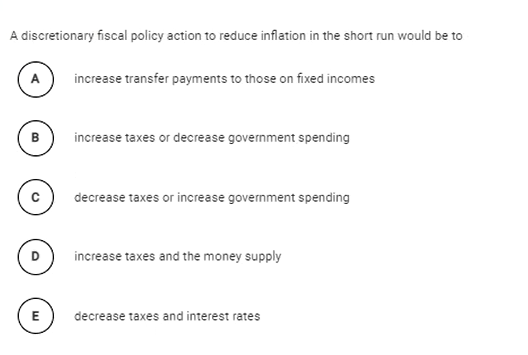 A discretionary fiscal policy action to reduce inflation in the short run would be to
A increase transfer payments to those on fixed incomes
B increase taxes or decrease government spending
C decrease taxes or increase government spending
D increase taxes and the money supply
E decrease taxes and interest rates